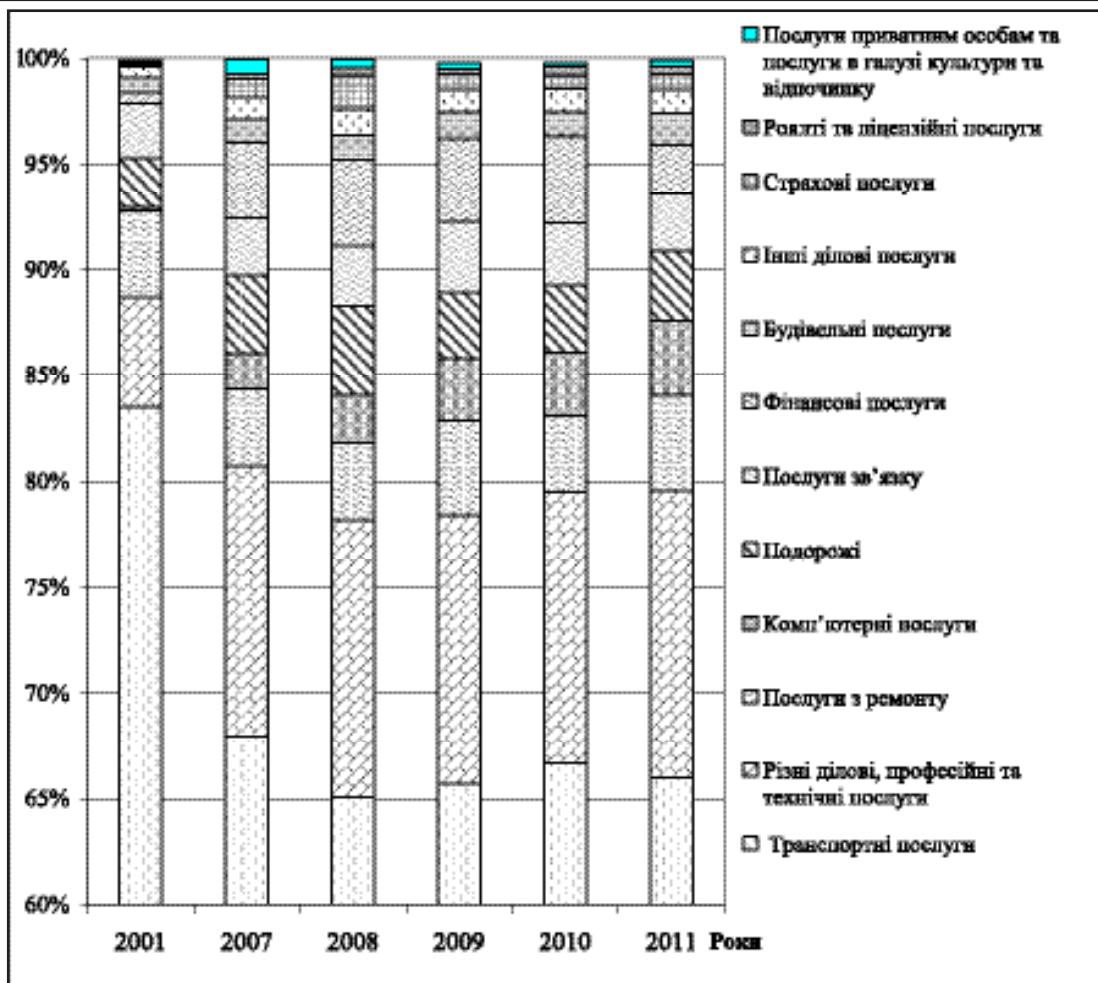 100%
95%
90%
85%
80%
75%
70%
65%
60%
2001
2007
2008
2009
2010
2011
Роки
Послуги приватним особам та
послуги в галузі культури та
відпочинку
Роялті та ліцензійні послуги
Страхові послуги
Інші ділові послуги
Будівельні послуги
Фінансові послуги
Послуги зв’язку
Подорожі
Комп’ютерні послуги
Послуги з ремонту
Різні ділові, професійні та
технічні послуги
Транспортні послуги